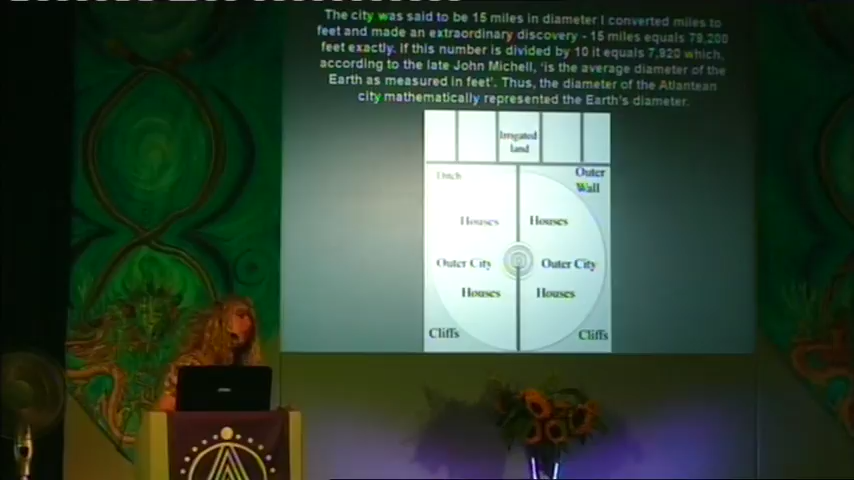 The city was said to be 15 miles in diameter I converted miles to
feet and made an extraordinary discovery - 15 miles equals 79,200
feet exactly. If this number is divided by 10 it equals 7,920 which,
according to the late John Michell, 'is the average diameter of the
Earth as measured in feet'. Thus, the diameter of the Atlantean
city mathematically represented the Earth's diameter.
Irrigated
land
Ditch
Outer
Wall
Houses Houses
Outer City Outer City
Houses Houses
Cliffs Cliffs